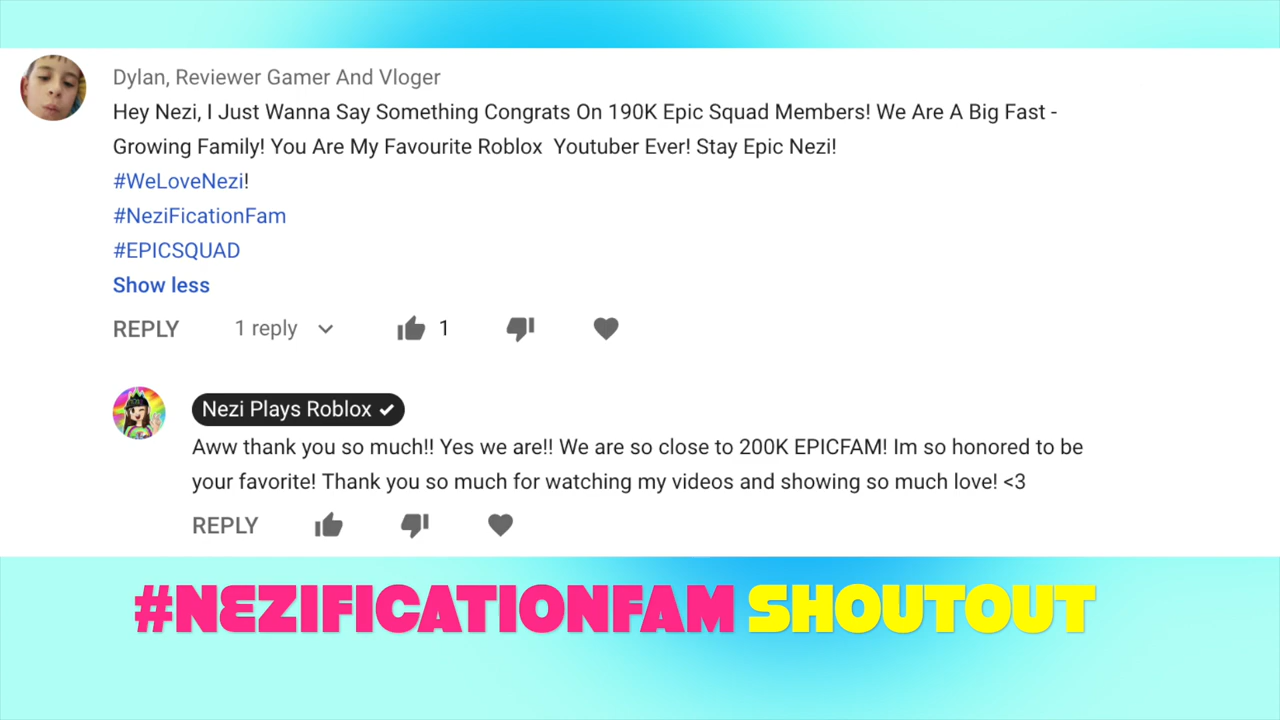 Dylan, Reviewer Gamer And Vloger
Hey Nezi, I Just Wanna Say Something Congrats On 190K Epic Squad Members! We Are A Big Fast -
Growing Family! You Are My Favourite Roblox  Youtuber Ever! Stay Epic Nezi!
#WeLoveNezi!
#NeziFicationFam
#EPICSQUAD
Show less
REPLY 1 reply 1
Nezi Plays Roblox
Aww thank you so much!! Yes we are!! We are so close to 200K EPICFAM! Im so honored to be
your favorite! Thank you so much for watching my videos and showing so much love! <3
REPLY
#NEZIFICATIONFAM SHOUTOUT